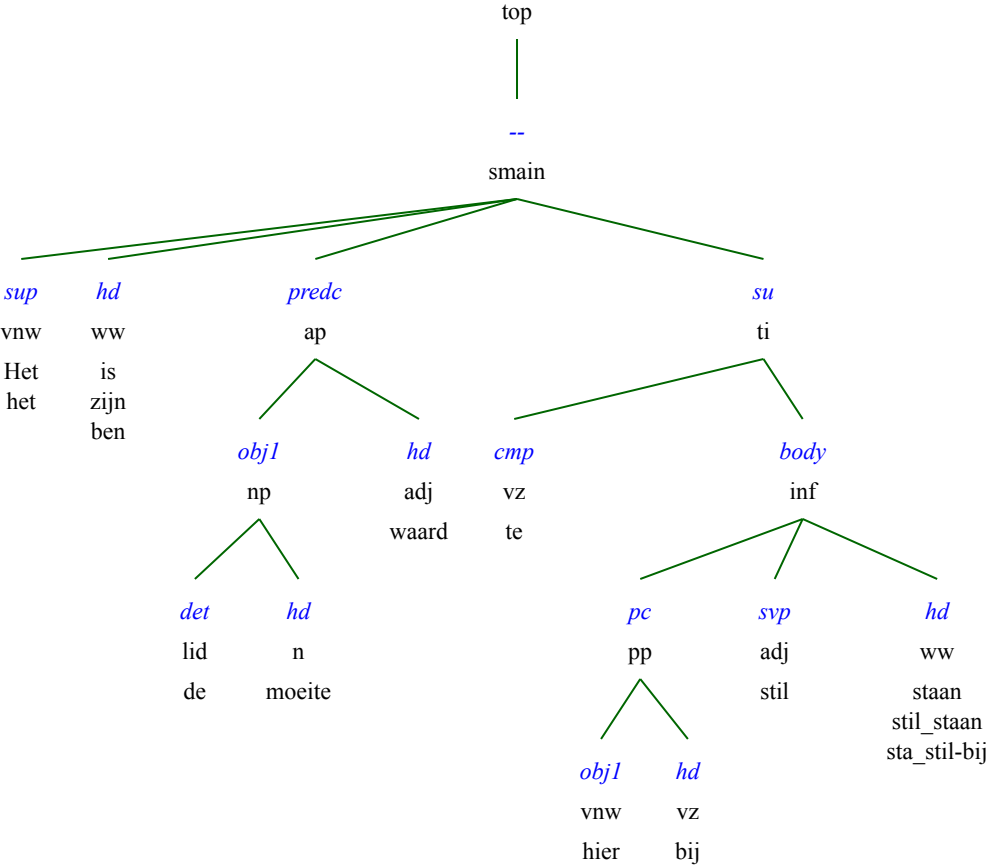 top
--
smain
sup hd predc su
vnw ww ap ti
Het is
het zijn
ben
obj1 hd cmp body
np adj vz inf
waard te
det hd pc svp hd
lid n pp adj ww
de moeite stil staan
stil_staan
sta_stil-bij
obj1 hd
vnw vz
hier bij